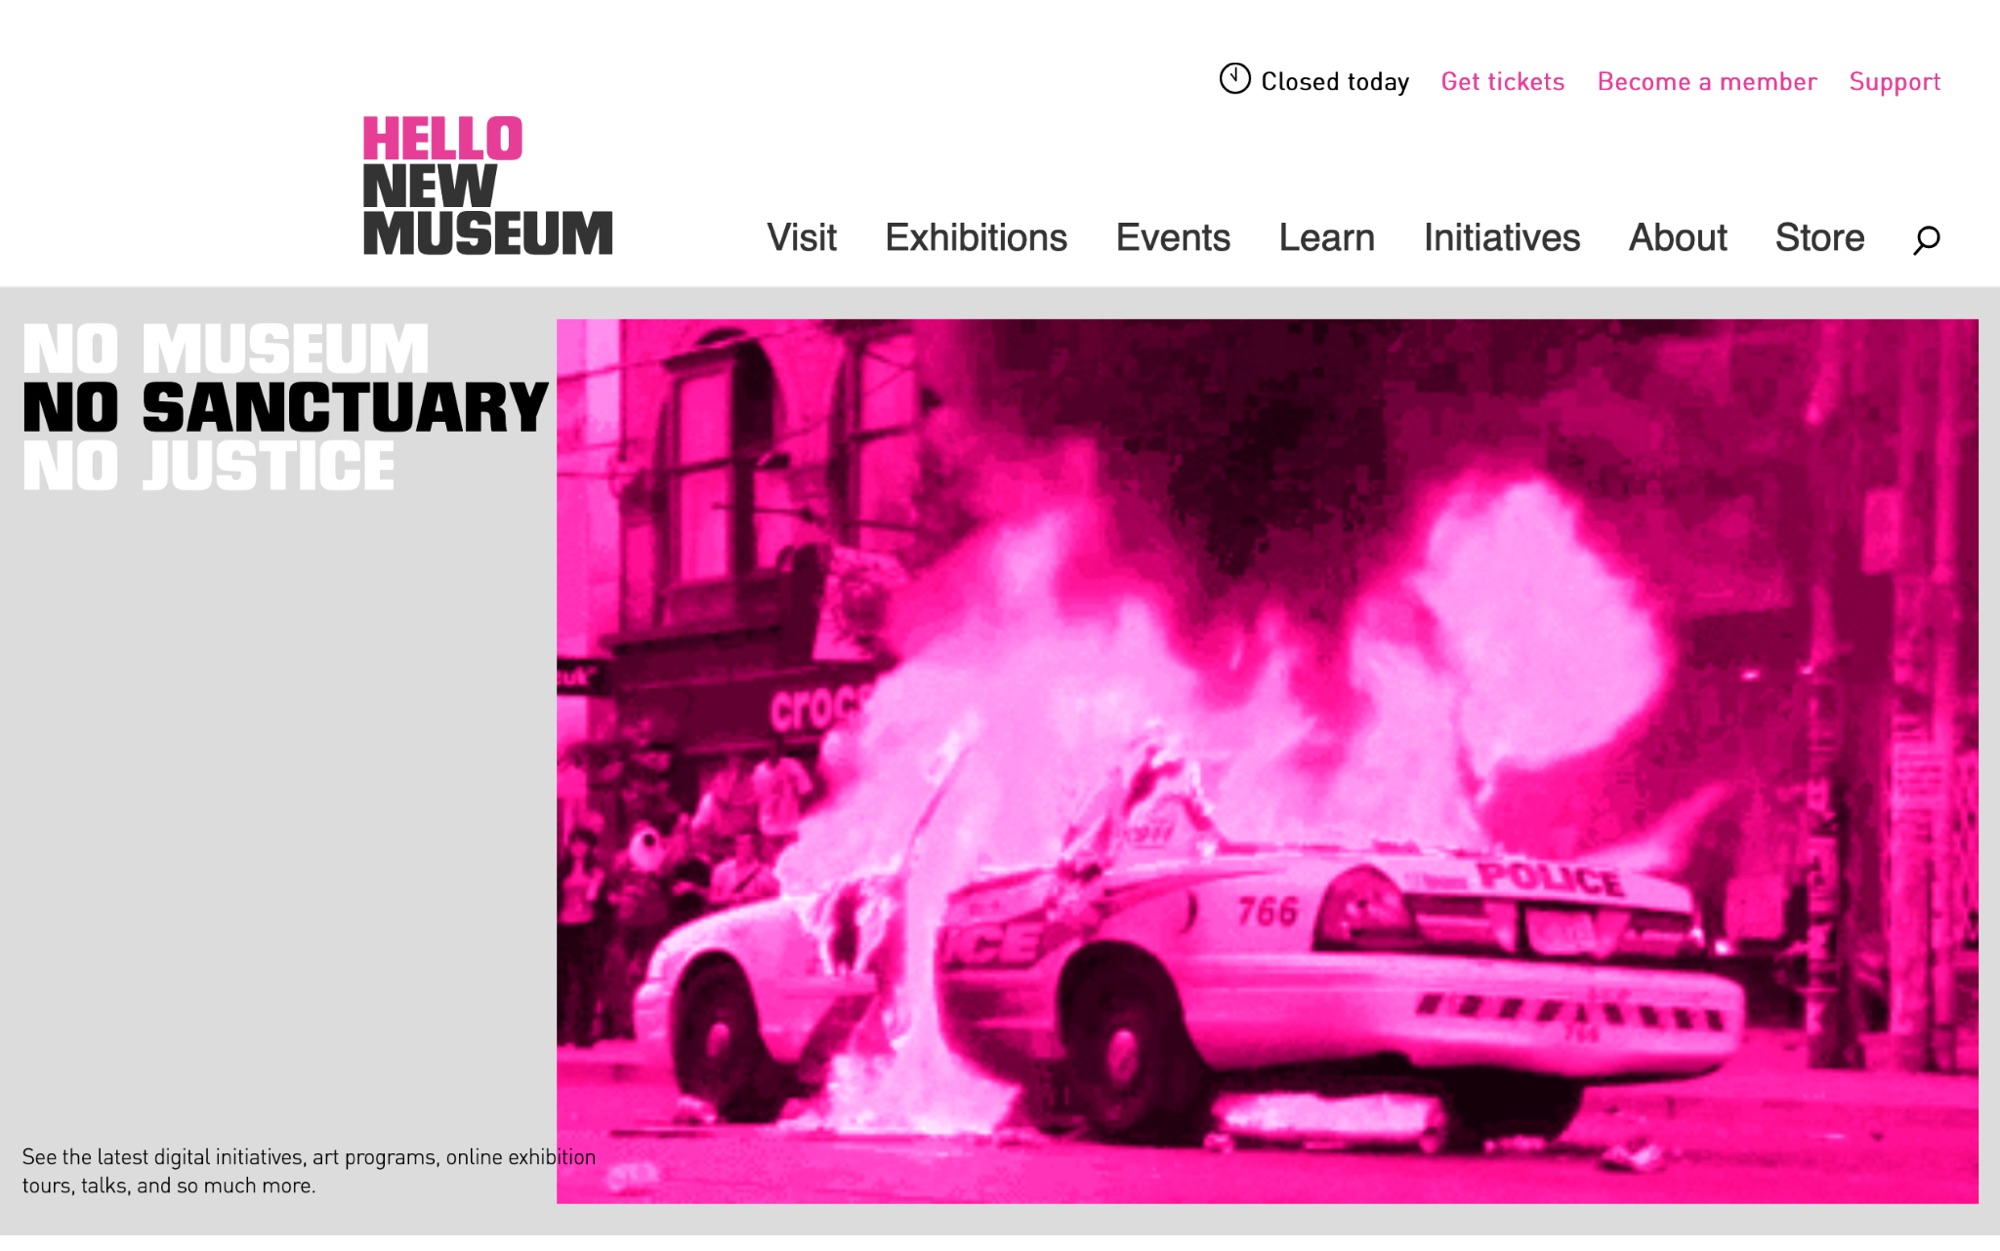 Closed today Get tickets Become a member Support
HELLO
NEW
MUSEUM
Visit Exhibitions Events Learn Initiatives About Store
NO MUSEUM
NO SANCTUARY
NO JUSTICE
croc
POLICE
766
ICE
766
See the latest digital initiatives, art programs, online exhibition
tours, talks, and so much more.